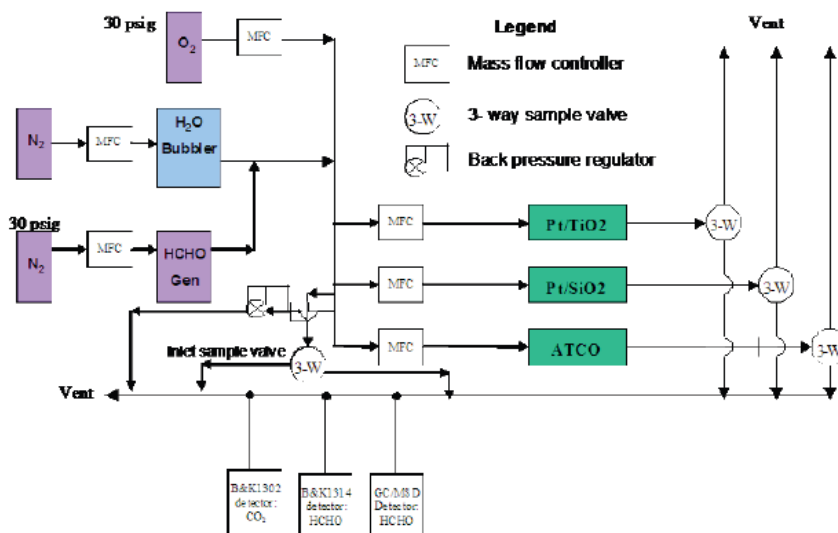 30 psig
O2
MFC
Legend
Vent
MFC
Mass flow controller
N2
MFC
H2O
Bubbler
3-W
3- way sample valve
Back pressure regulator
30 psig
N2
MFC
HCHO
Gen
MFC
Pt/TiO2
3-W
MFC
Pt/SiO2
3-W
Inlet sample valve
3-W
MFC
ATCO
3-W
Vent
B&K1302
detector:
CO2
B&K1314
detector:
HCHO
GC/MSD
Detector:
HCHO